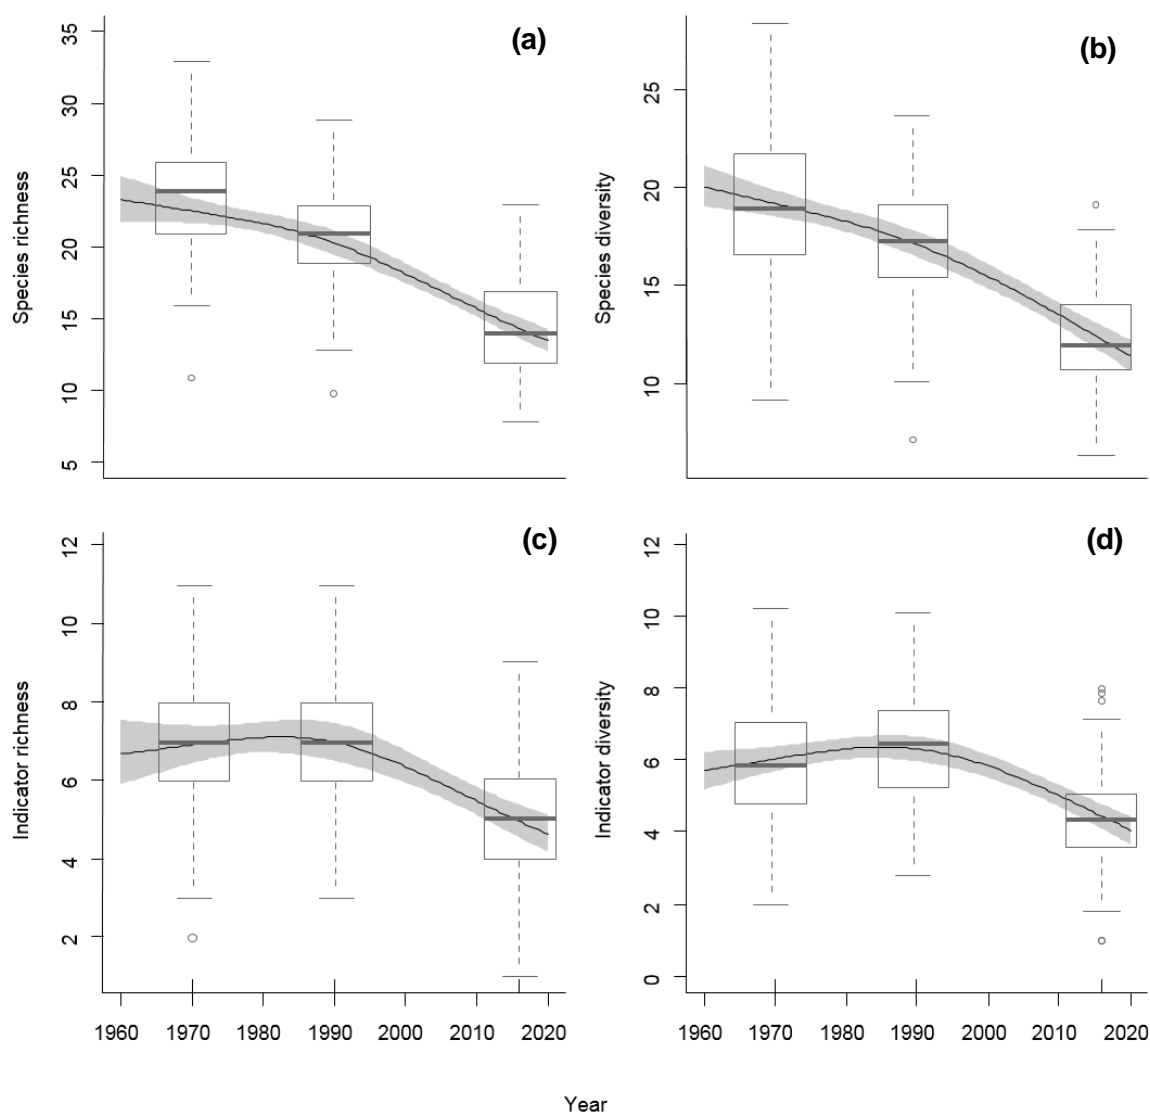 (a)
Species richness
35
30
25
20
15
10
5
(b)
Species diversity
25
20
15
10
(c)
Indicator richness
12
10
8
6
4
2
1960 1970 1980 1990 2000 2010 2020
(d)
Indicator diversity
12
10
8
6
4
2
0
1960 1970 1980 1990 2000 2010 2020
Year